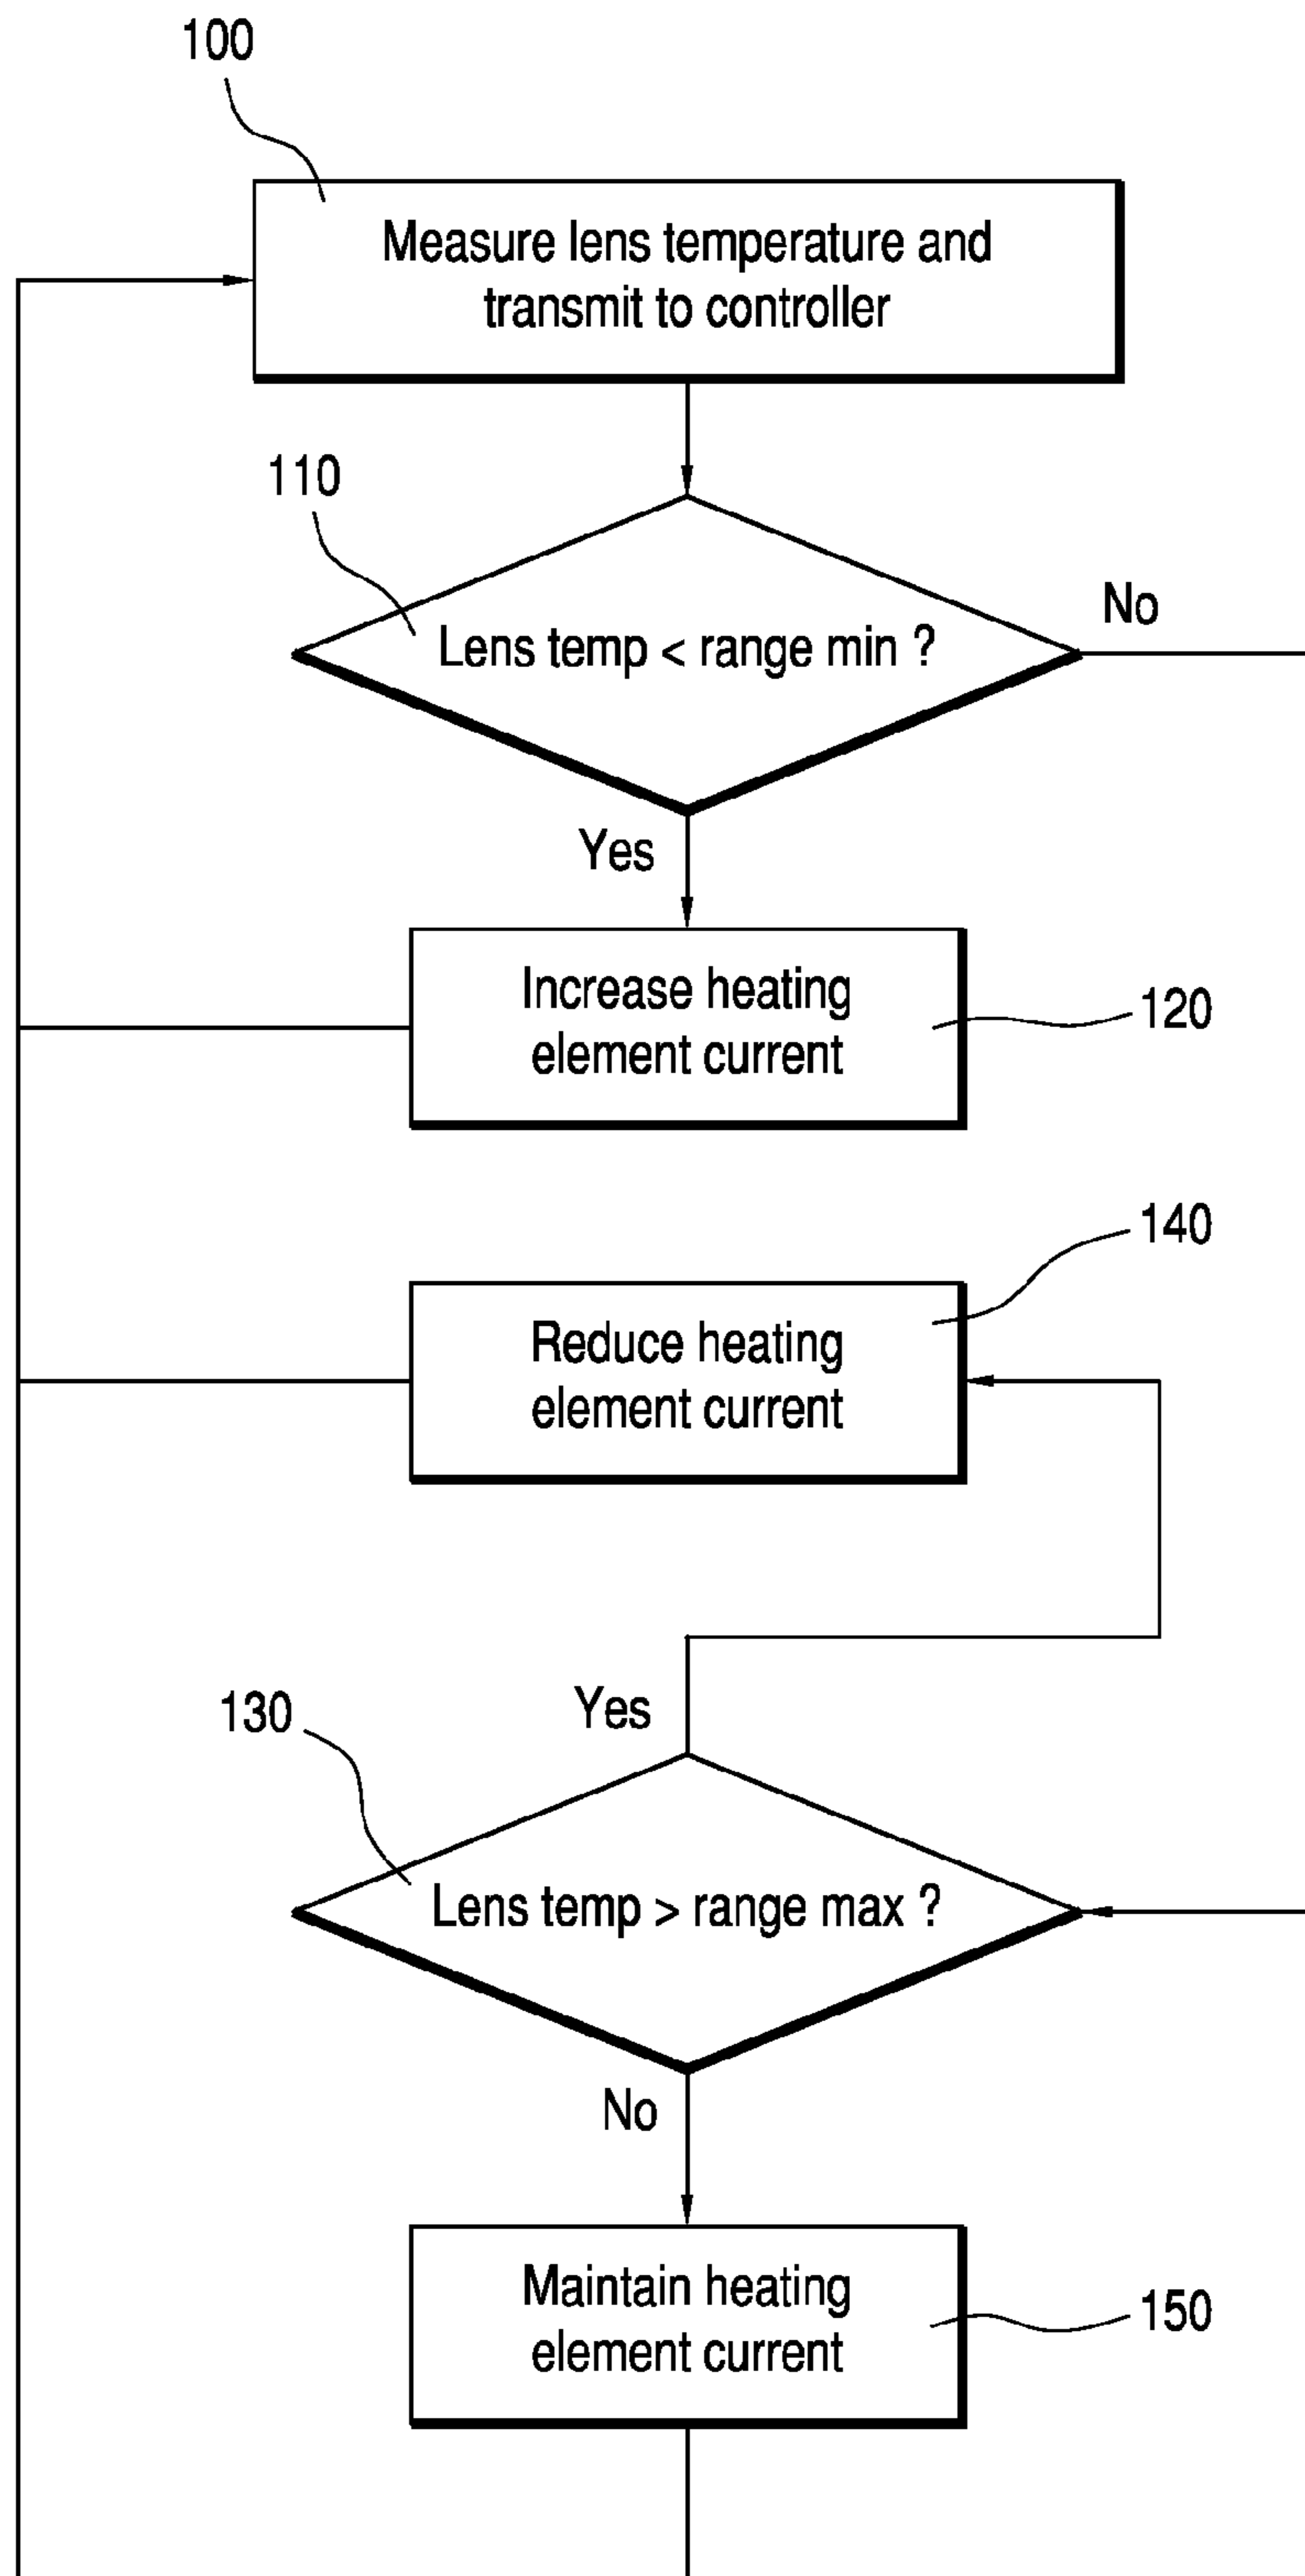 100
Measure lens temperature and
transmit to controller
110
Lens temp < range min ?
No
Yes
Increase heating
element current
120
140
Reduce heating
element current
130
Yes
Lens temp > range max ?
No
Maintain heating
element current
150